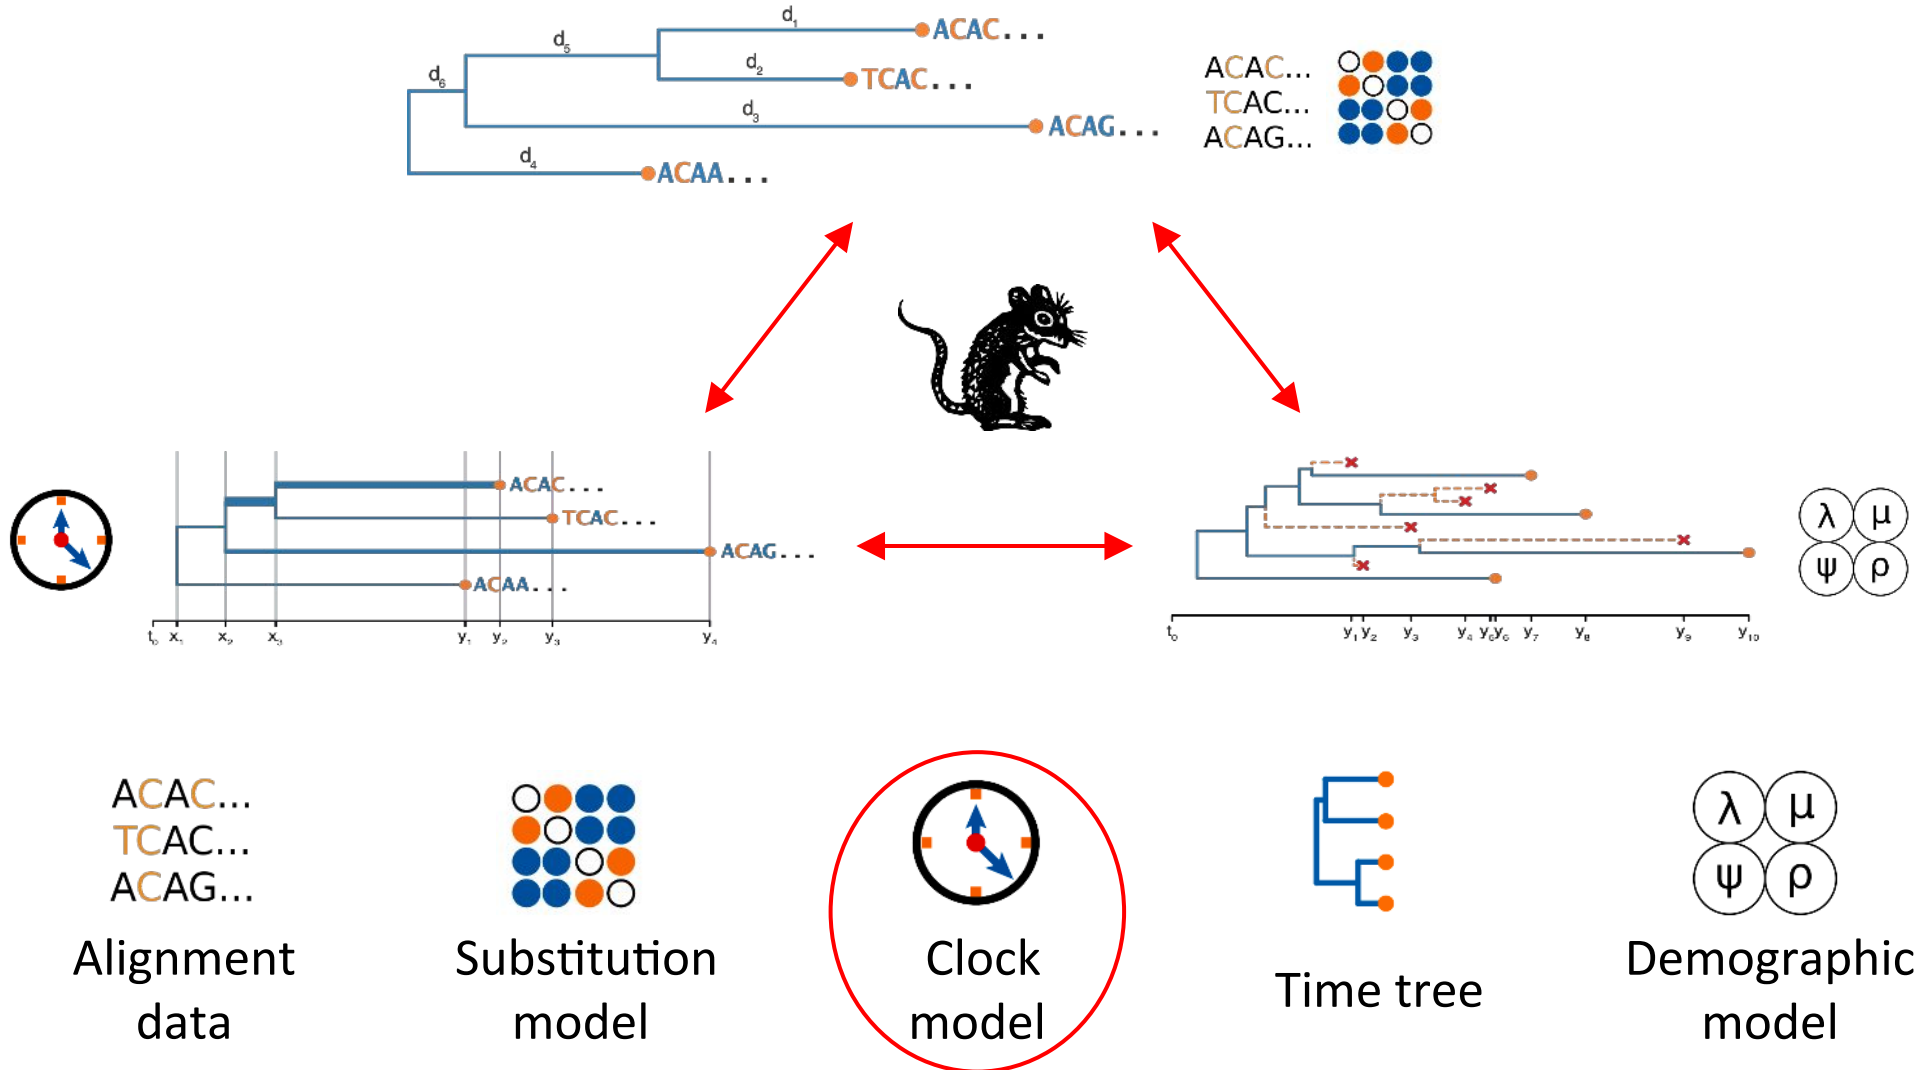 d1
ACAC...
d5
d2
TCAC...
d6
d3
ACAG...
d4
ACAA...
ACAC...
TCAC...
ACAG...
ACAC...
TCAC...
ACAG...
ACAA...
t0 x1 x2 x3 y1 y2 y3 y4
λ μ
ψ ρ
t0 y1 y2 y3 y4 y5 y6 y7 y8 y9 y10
ACAC...
TCAC...
ACAG...
Alignment
data
Substitution
model
Clock
model
Time tree
λ μ
ψ ρ
Demographic
model